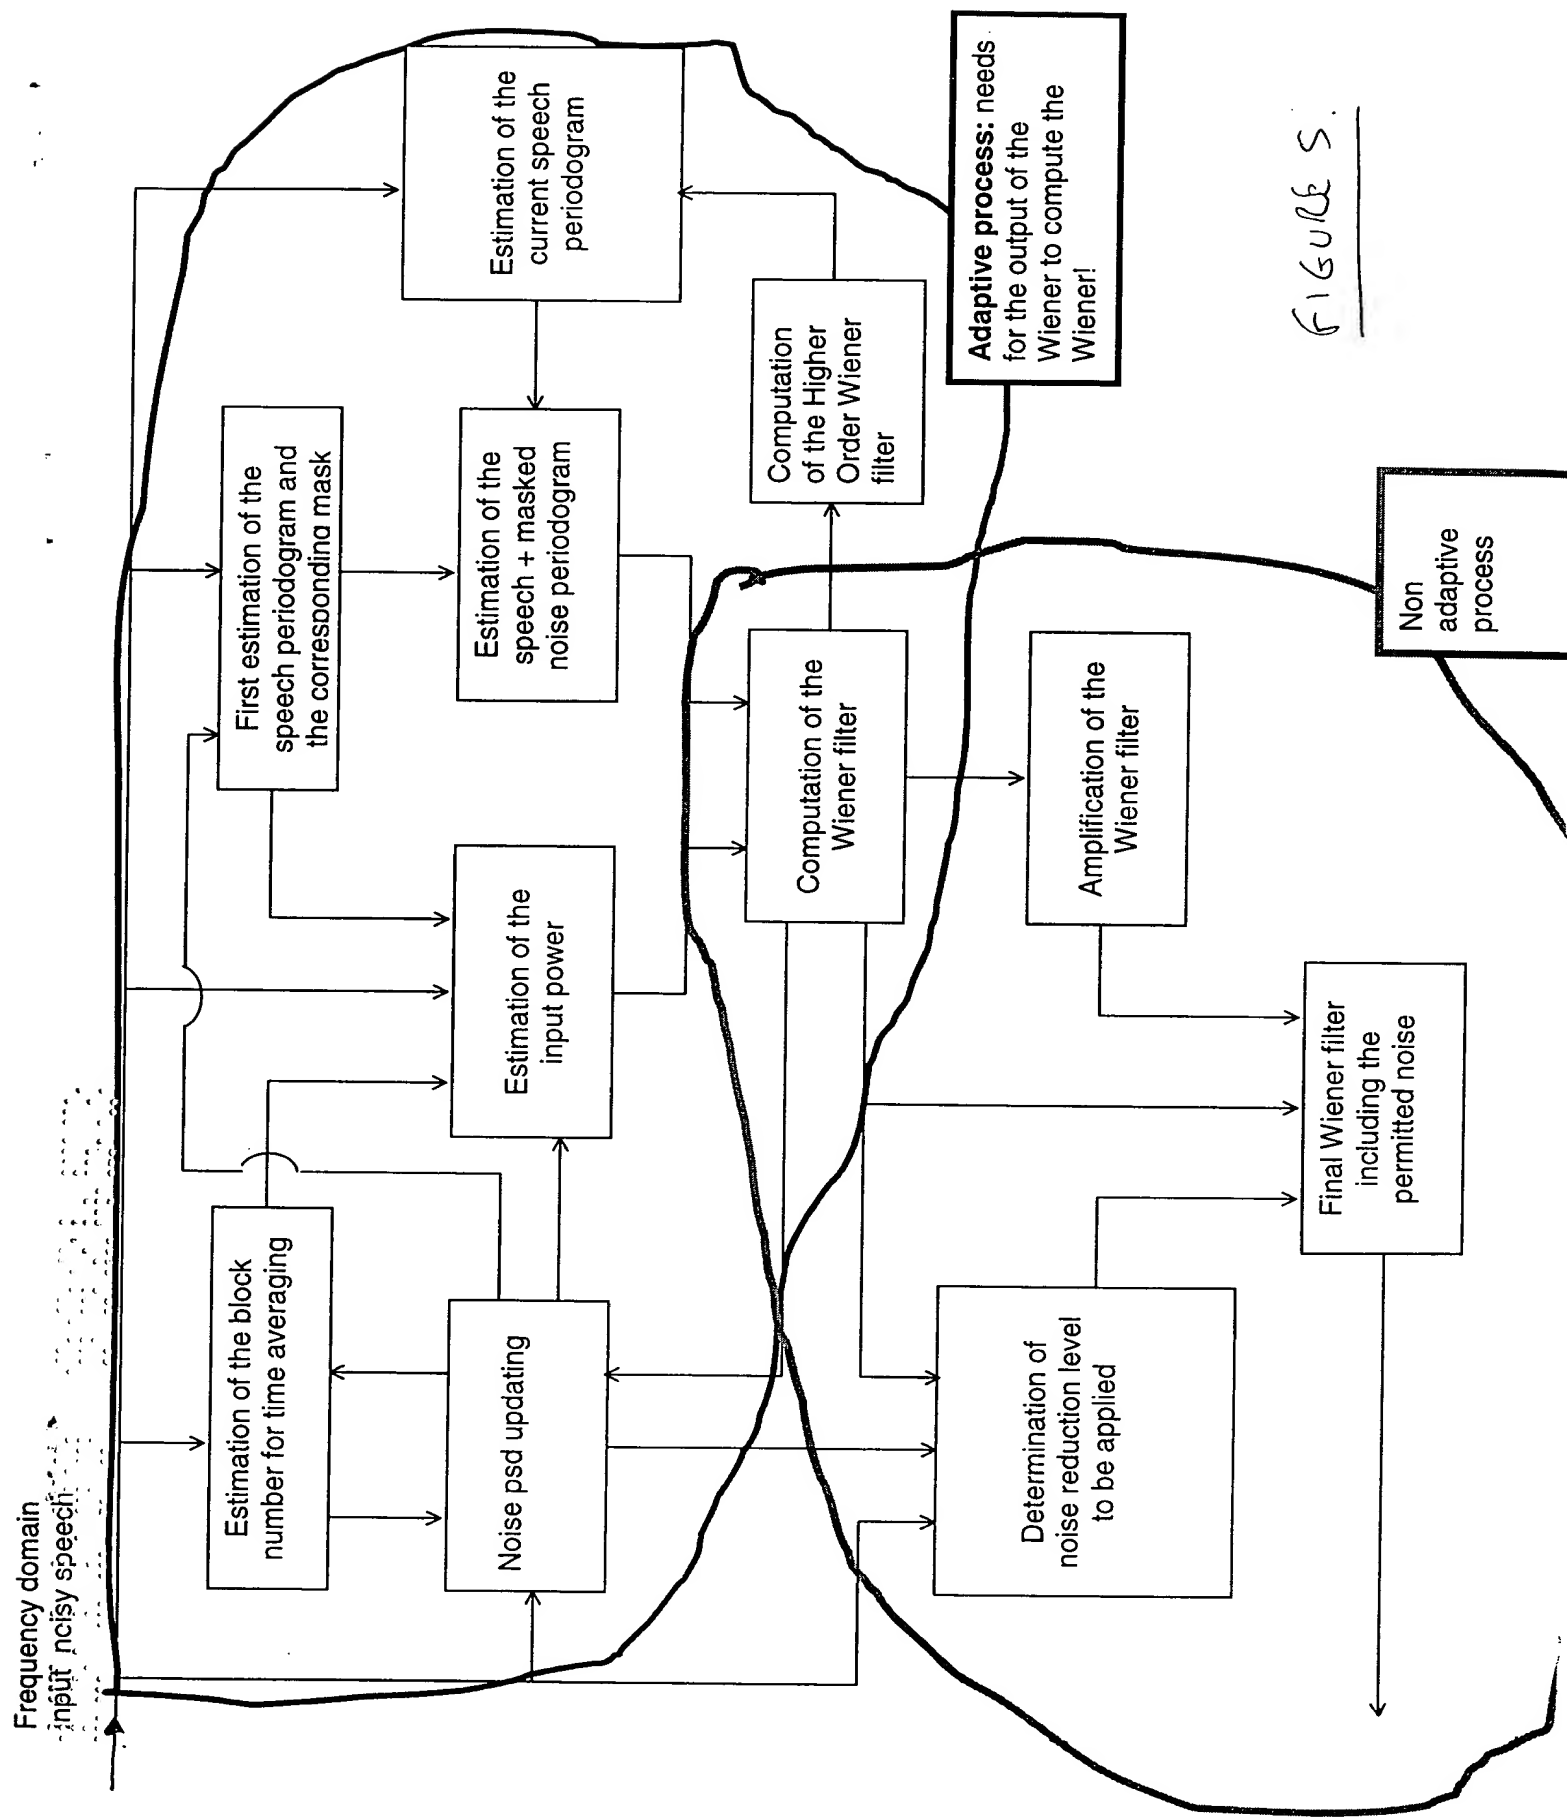 Frequency domain
input noisy speech
Estimation of the block
number for time averaging
First estimation of the
speech periodogram and
the corresponding mask
Estimation of the
current speech
periodogram
Noise psd updating
Estimation of the
input power
Estimation of the
speech + masked
noise periodogram
Computation of the
Wiener filter
Computation
of the Higher
Order Wiener
filter
Adaptive process: needs
for the output of the
Wiener to compute the
Wiener!
Determination of
noise reduction level
to be applied
Amplification of the
Wiener filter
Final Wiener filter
including the
permitted noise
Non
adaptive
process
FIGURE 5.